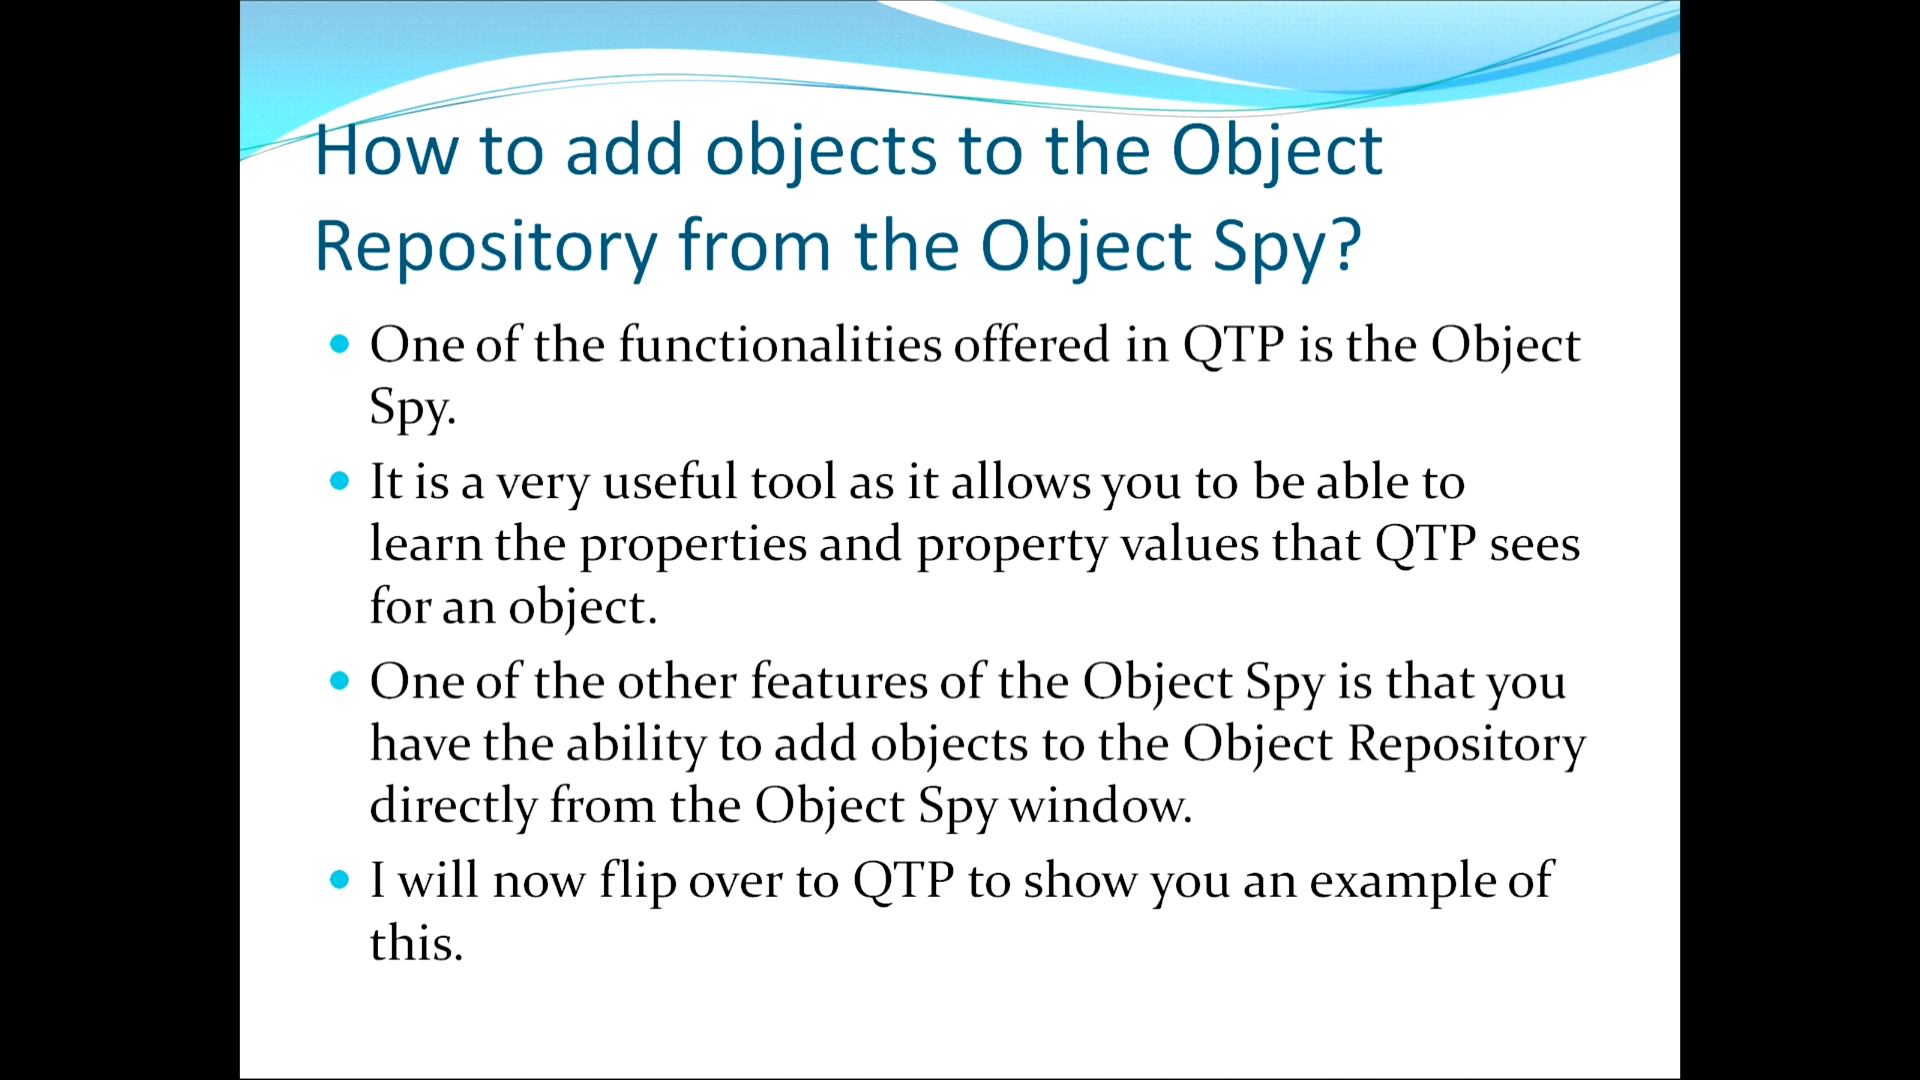 How to add objects to the Object
Repository from the Object Spy?
• One of the functionalities offered in QTP is the Object
Spy.
• It is a very useful tool as it allows you to be able to
learn the properties and property values that QTP sees
for an object.
• One of the other features of the Object Spy is that you
have the ability to add objects to the Object Repository
directly from the Object Spy window.
• I will now flip over to QTP to show you an example of
this.